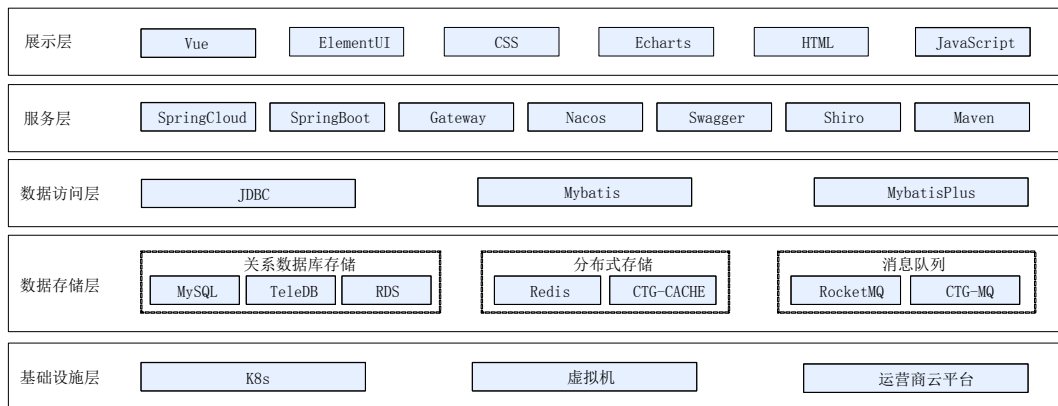 展示层 Vue ElementUI CSS Echarts HTML JavaScript
服务层 SpringCloud SpringBoot Gateway Nacos Swagger Shiro Maven
数据访问层 JDBC Mybatis MybatisPlus
关系数据库存储 分布式存储 消息队列
数据存储层 MySQL TeleDB RDS Redis CTG-CACHE RocketMQ CTG-MQ
基础设施层 K8s 虚拟机 运营商云平台